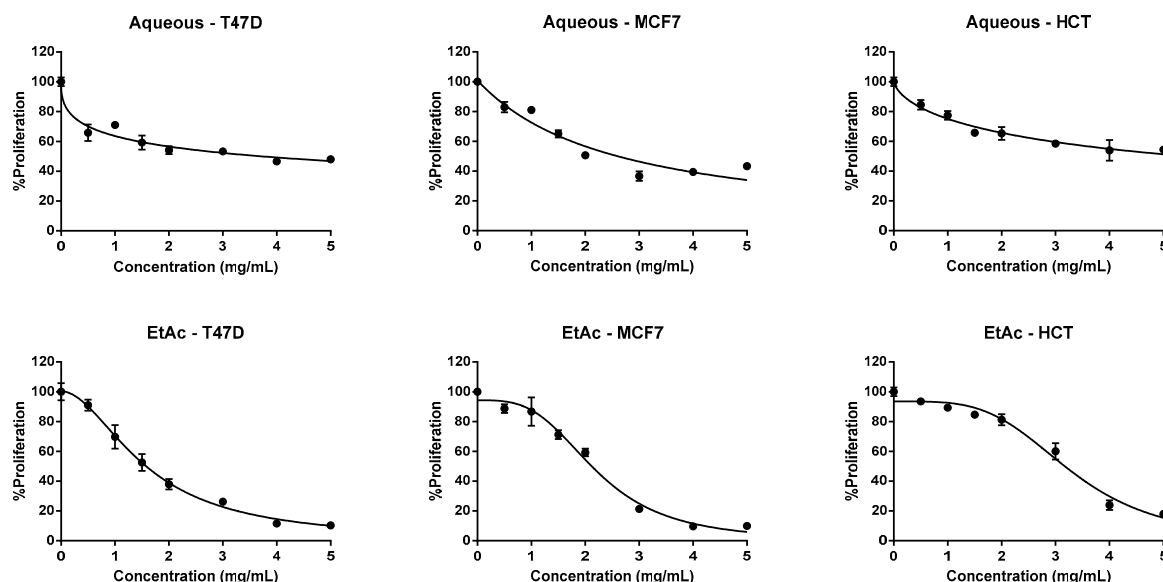 Aqueous - T47D
120
100
80
60
40
20
0
%Proliferation
0 1 2 3 4 5
Concentration (mg/mL)
Aqueous - MCF7
120
100
80
60
40
20
0
%Proliferation
0 1 2 3 4 5
Concentration (mg/mL)
Aqueous - HCT
120
100
80
60
40
20
0
%Proliferation
0 1 2 3 4 5
Concentration (mg/mL)
EtAc - T47D
120
100
80
60
40
20
0
%Proliferation
0 1 2 3 4 5
Concentration (mg/mL)
EtAc - MCF7
120
100
80
60
40
20
0
%Proliferation
0 1 2 3 4 5
Concentration (mg/mL)
EtAc - HCT
120
100
80
60
40
20
0
%Proliferation
0 1 2 3 4 5
Concentration (mg/mL)